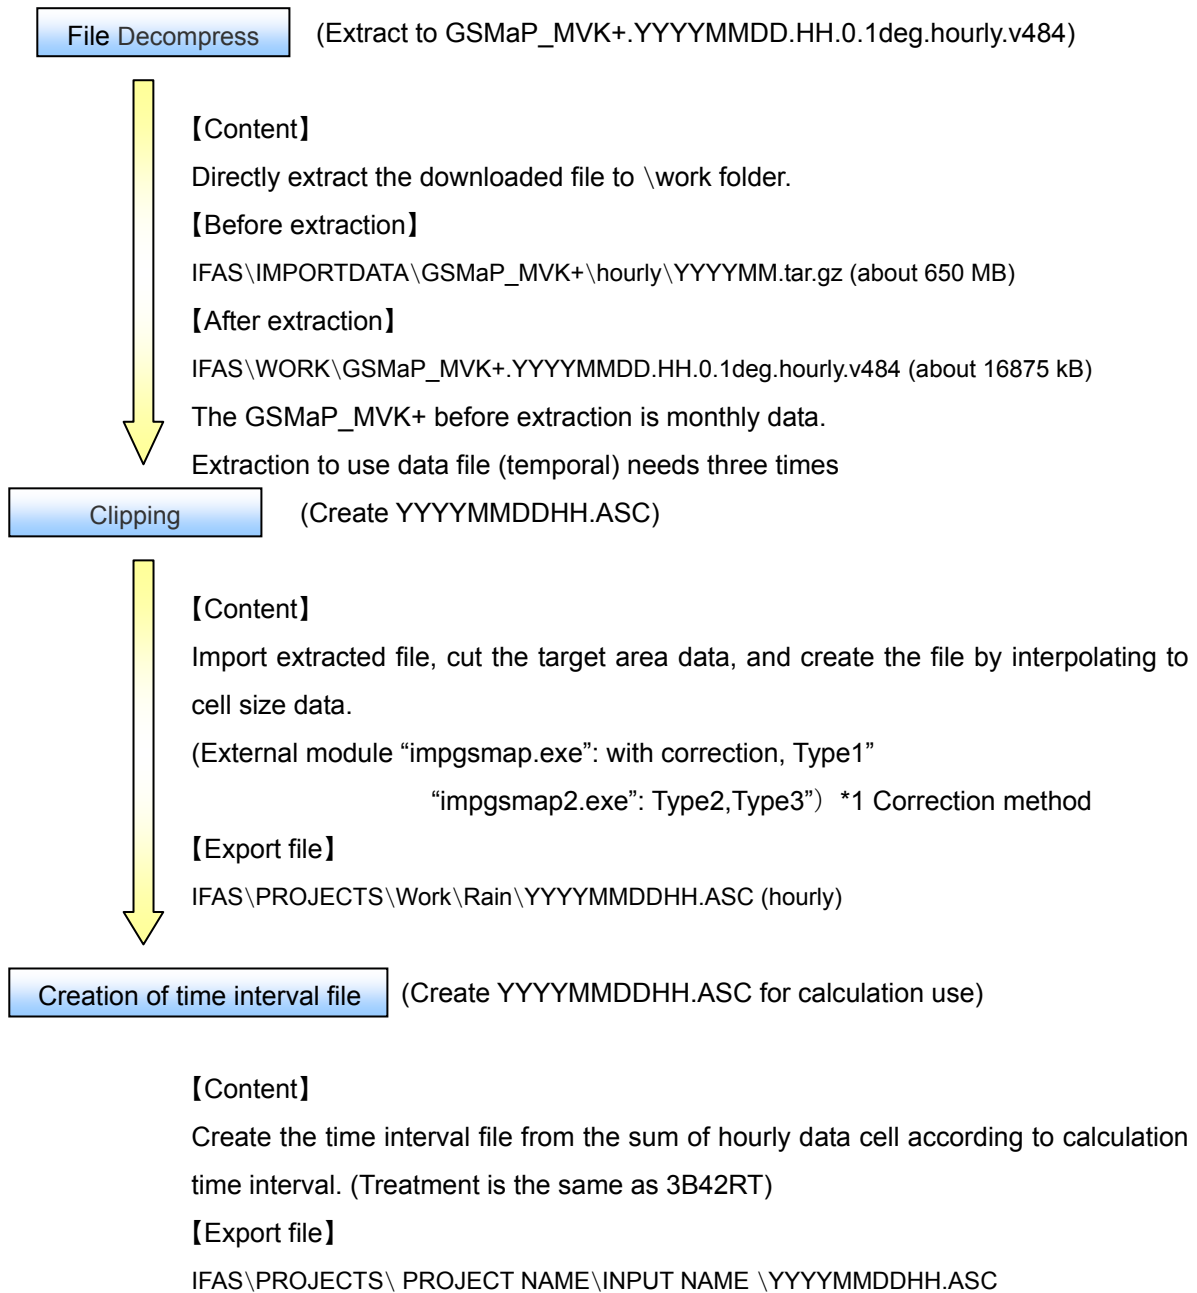 File Decompress (Extract to GSMaP_MVK+.YYYYMMDD.HH.0.1deg.hourly.v484)
【Content】
Directly extract the downloaded file to \work folder.
【Before extraction】
IFAS\IMPORTDATA\GSMaP_MVK+\hourly\YYYYMM.tar.gz (about 650 MB)
【After extraction】
IFAS\WORK\GSMaP_MVK+.YYYYMMDD.HH.0.1deg.hourly.v484 (about 16875 kB)
The GSMaP_MVK+ before extraction is monthly data.
Extraction to use data file (temporal) needs three times
Clipping (Create YYYYMMDDHH.ASC)
【Content】
Import extracted file, cut the target area data, and create the file by interpolating to
cell size data.
(External module “impgsmap.exe”: with correction, Type1”
“impgsmap2.exe”: Type2,Type3”） *1 Correction method
【Export file】
IFAS\PROJECTS\Work\Rain\YYYYMMDDHH.ASC (hourly)
Creation of time interval file (Create YYYYMMDDHH.ASC for calculation use)
【Content】
Create the time interval file from the sum of hourly data cell according to calculation
time interval. (Treatment is the same as 3B42RT)
【Export file】
IFAS\PROJECTS\ PROJECT NAME\INPUT NAME \YYYYMMDDHH.ASC